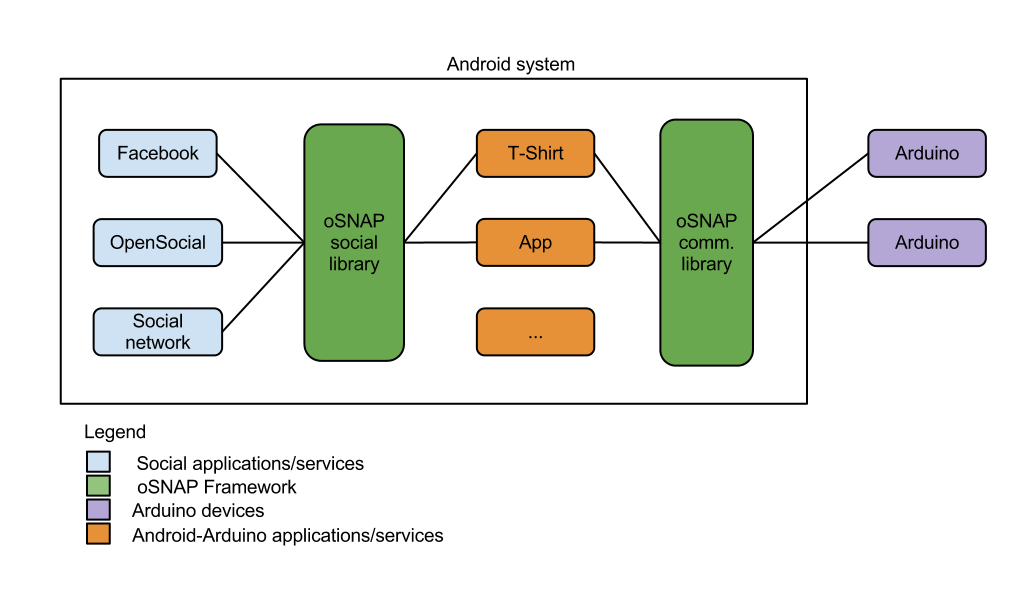 Android system
Facebook
OpenSocial
Social
network
oSNAP
social
library
T-Shirt
App
...
oSNAP
comm.
library
Arduino
Arduino
Legend
Social applications/services
oSNAP Framework
Arduino devices
Android-Arduino applications/services